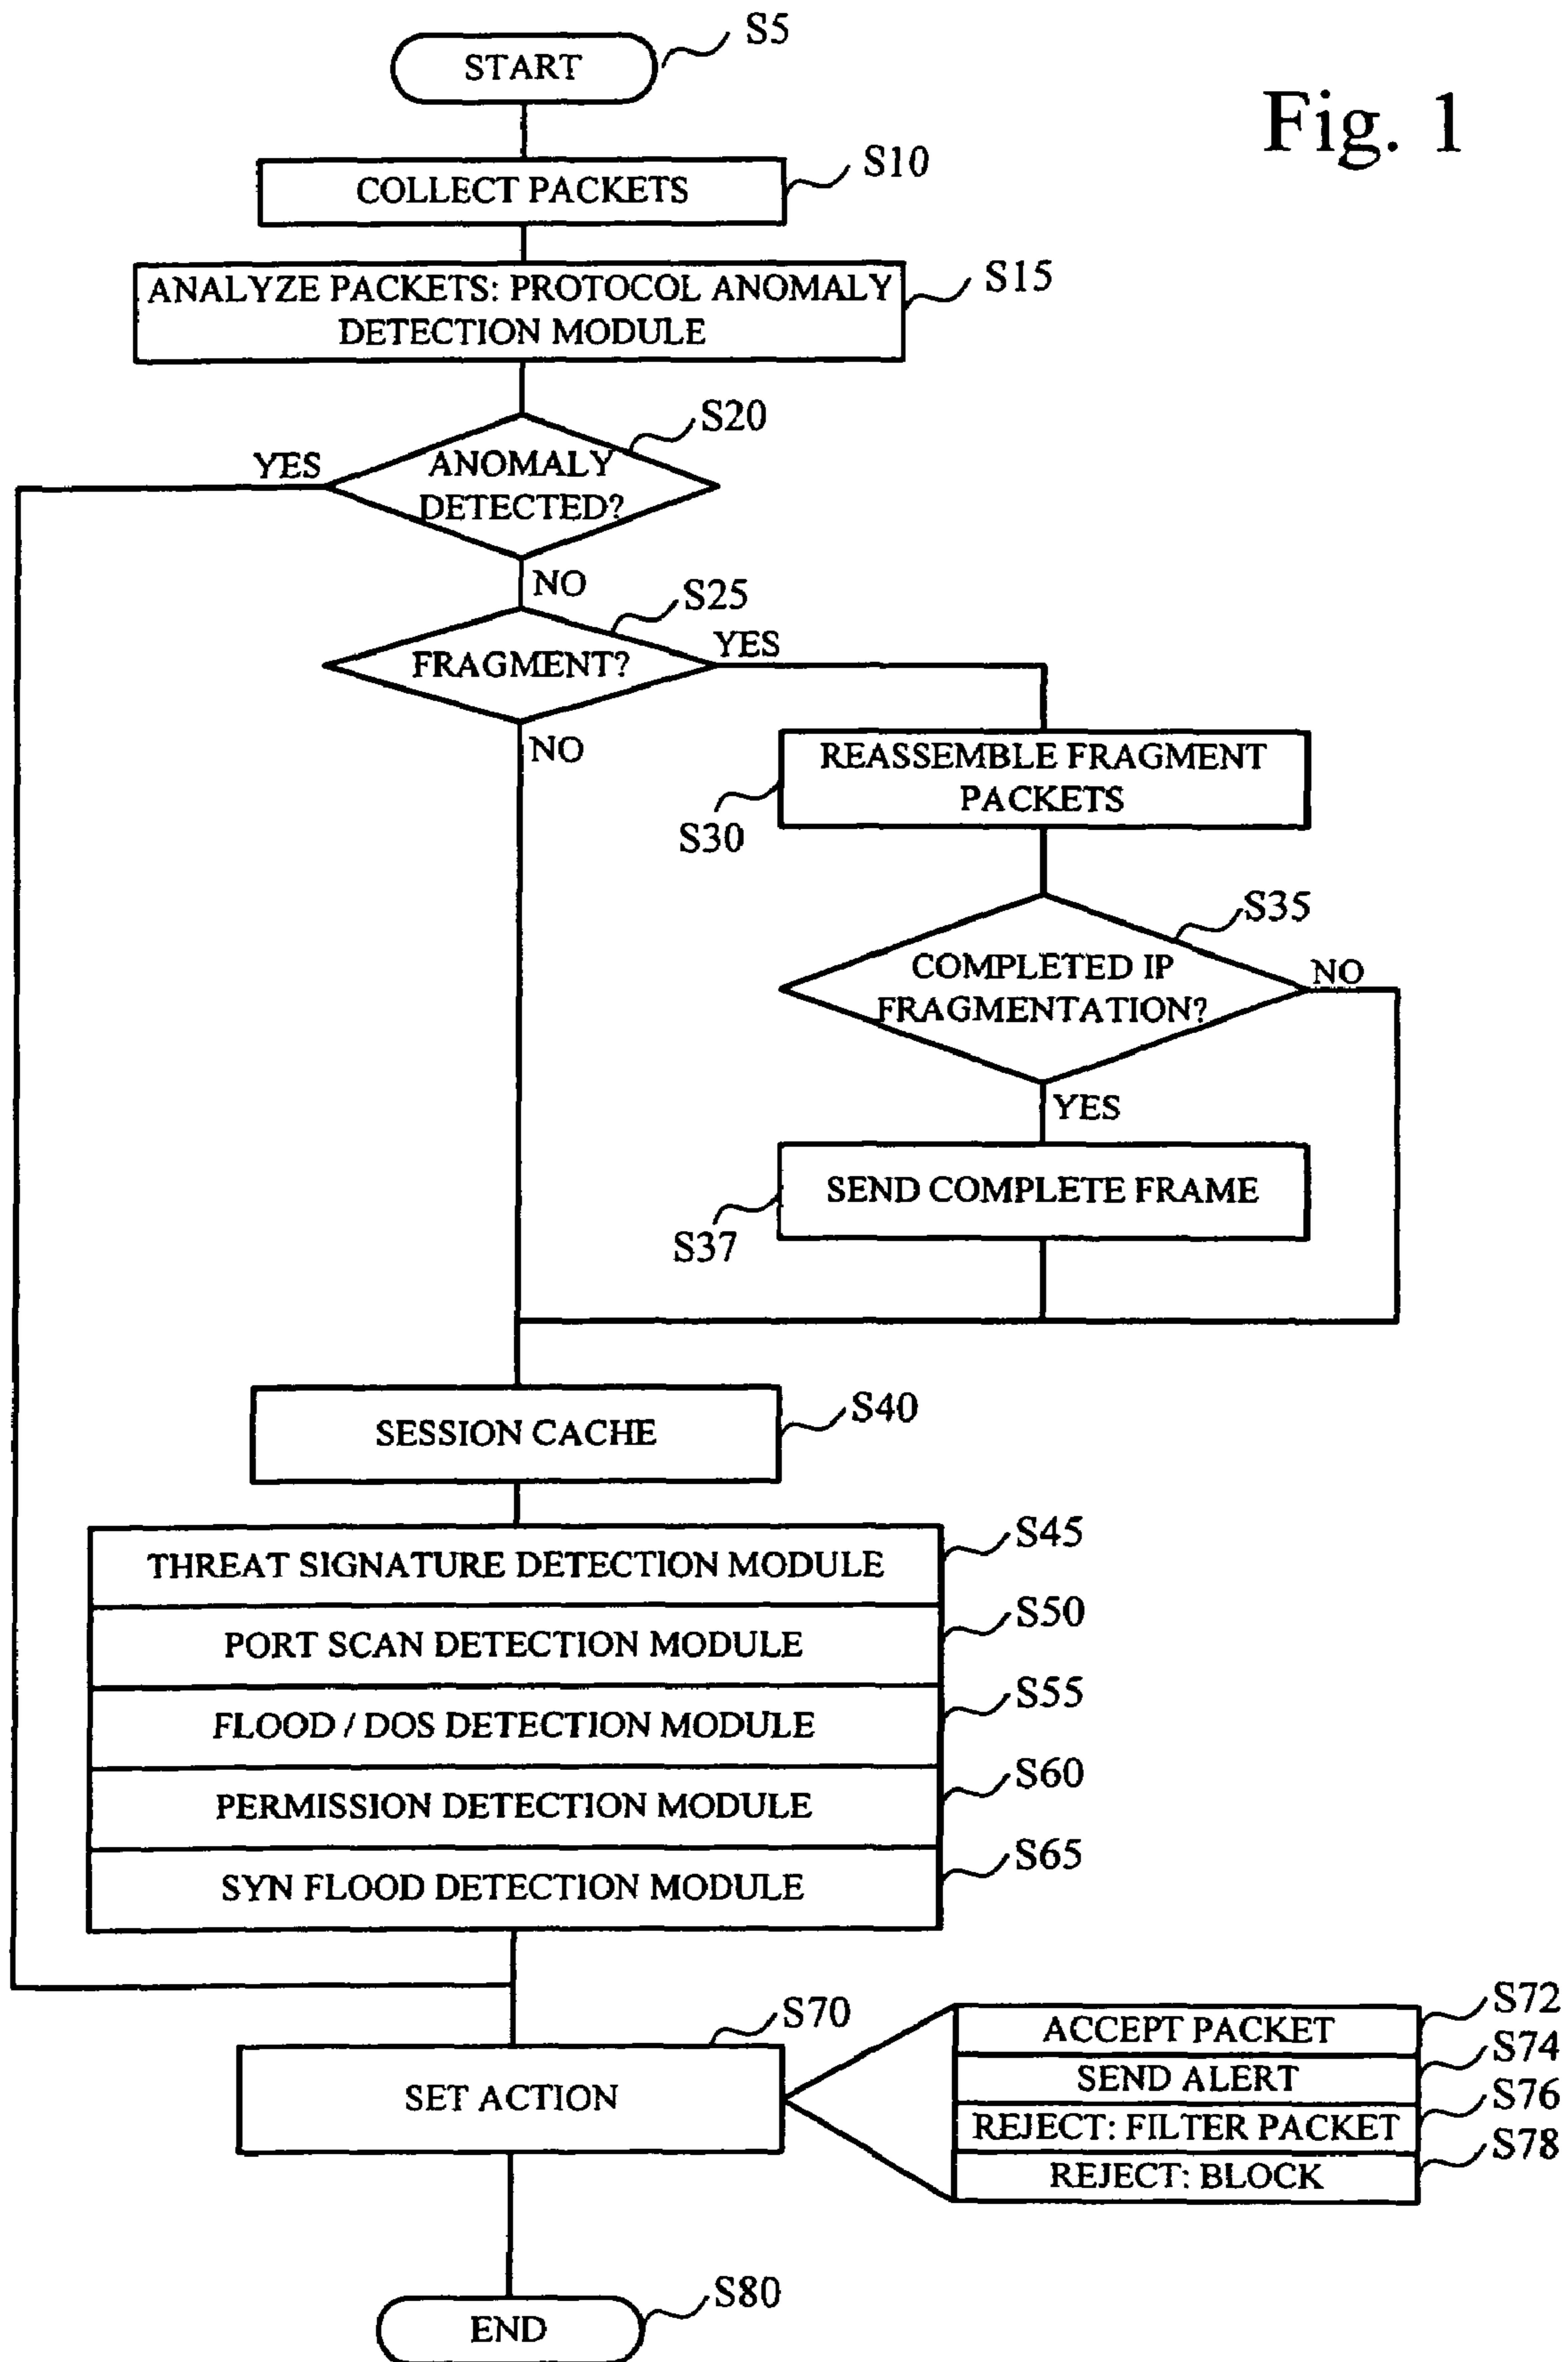 S5
START
Fig. 1
S10
COLLECT PACKETS
S15
ANALYZE PACKETS: PROTOCOL ANOMALY
DETECTION MODULE
S20
YES
ANOMALY
DETECTED?
NO
S25
YES
FRAGMENT?
NO
REASSEMBLE FRAGMENT
PACKETS
S30
S35
COMPLETED IP
FRAGMENTATION?
NO
YES
SEND COMPLETE FRAME
S37
S40
SESSION CACHE
S45
THREAT SIGNATURE DETECTION MODULE
S50
PORT SCAN DETECTION MODULE
S55
FLOOD / DOS DETECTION MODULE
S60
PERMISSION DETECTION MODULE
S65
SYN FLOOD DETECTION MODULE
S70
SET ACTION
S72
ACCEPT PACKET
S74
SEND ALERT
S76
REJECT: FILTER PACKET
S78
REJECT: BLOCK
S80
END